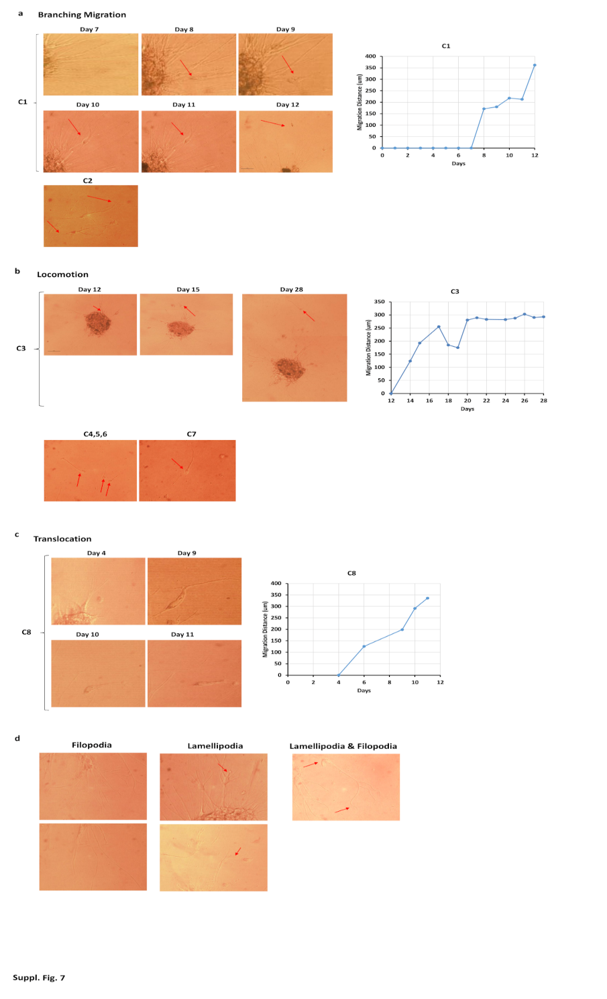 a Branching Migration
Day 7 Day 8 Day 9
C1
Day 10 Day 11 Day 12
C1
400
350
300
250
200
150
100
50
0
Migration Distance (um)
0 2 4 6 8 10 12
Days
C2
b Locomotion
Day 12 Day 15 Day 28
C3
C3
350
300
250
200
150
100
50
0
Migration Distance (um)
12 14 16 18 20 22 24 26 28
Days
C4,5,6 C7
c Translocation
Day 4 Day 9
C8
Day 10 Day 11
C8
400
350
300
250
200
150
100
50
0
Migration Distance (um)
0 2 4 6 8 10 12
Days
d
Filopodia Lamellipodia Lamellipodia & Filopodia
Suppl. Fig. 7